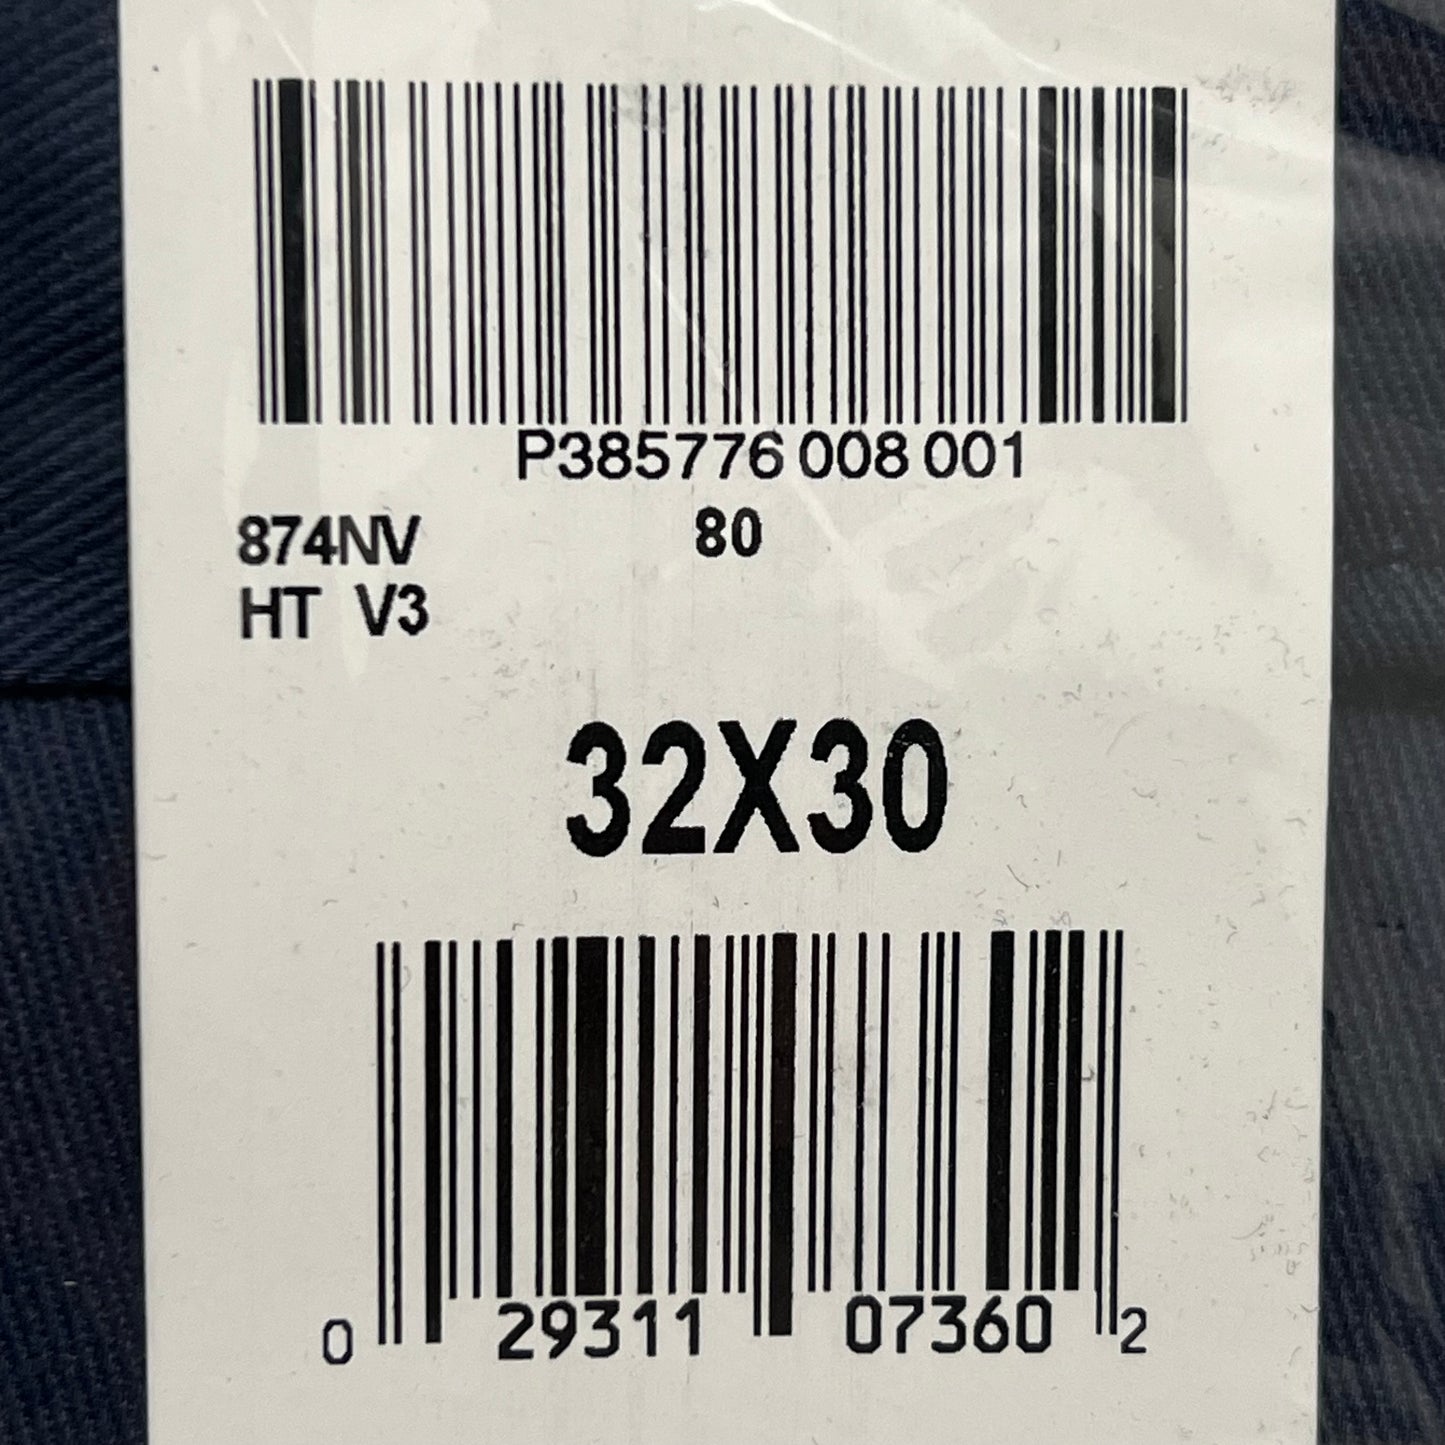 P385776 008 001
874NV 80
HT V3
32X30
0 29311 07360 2